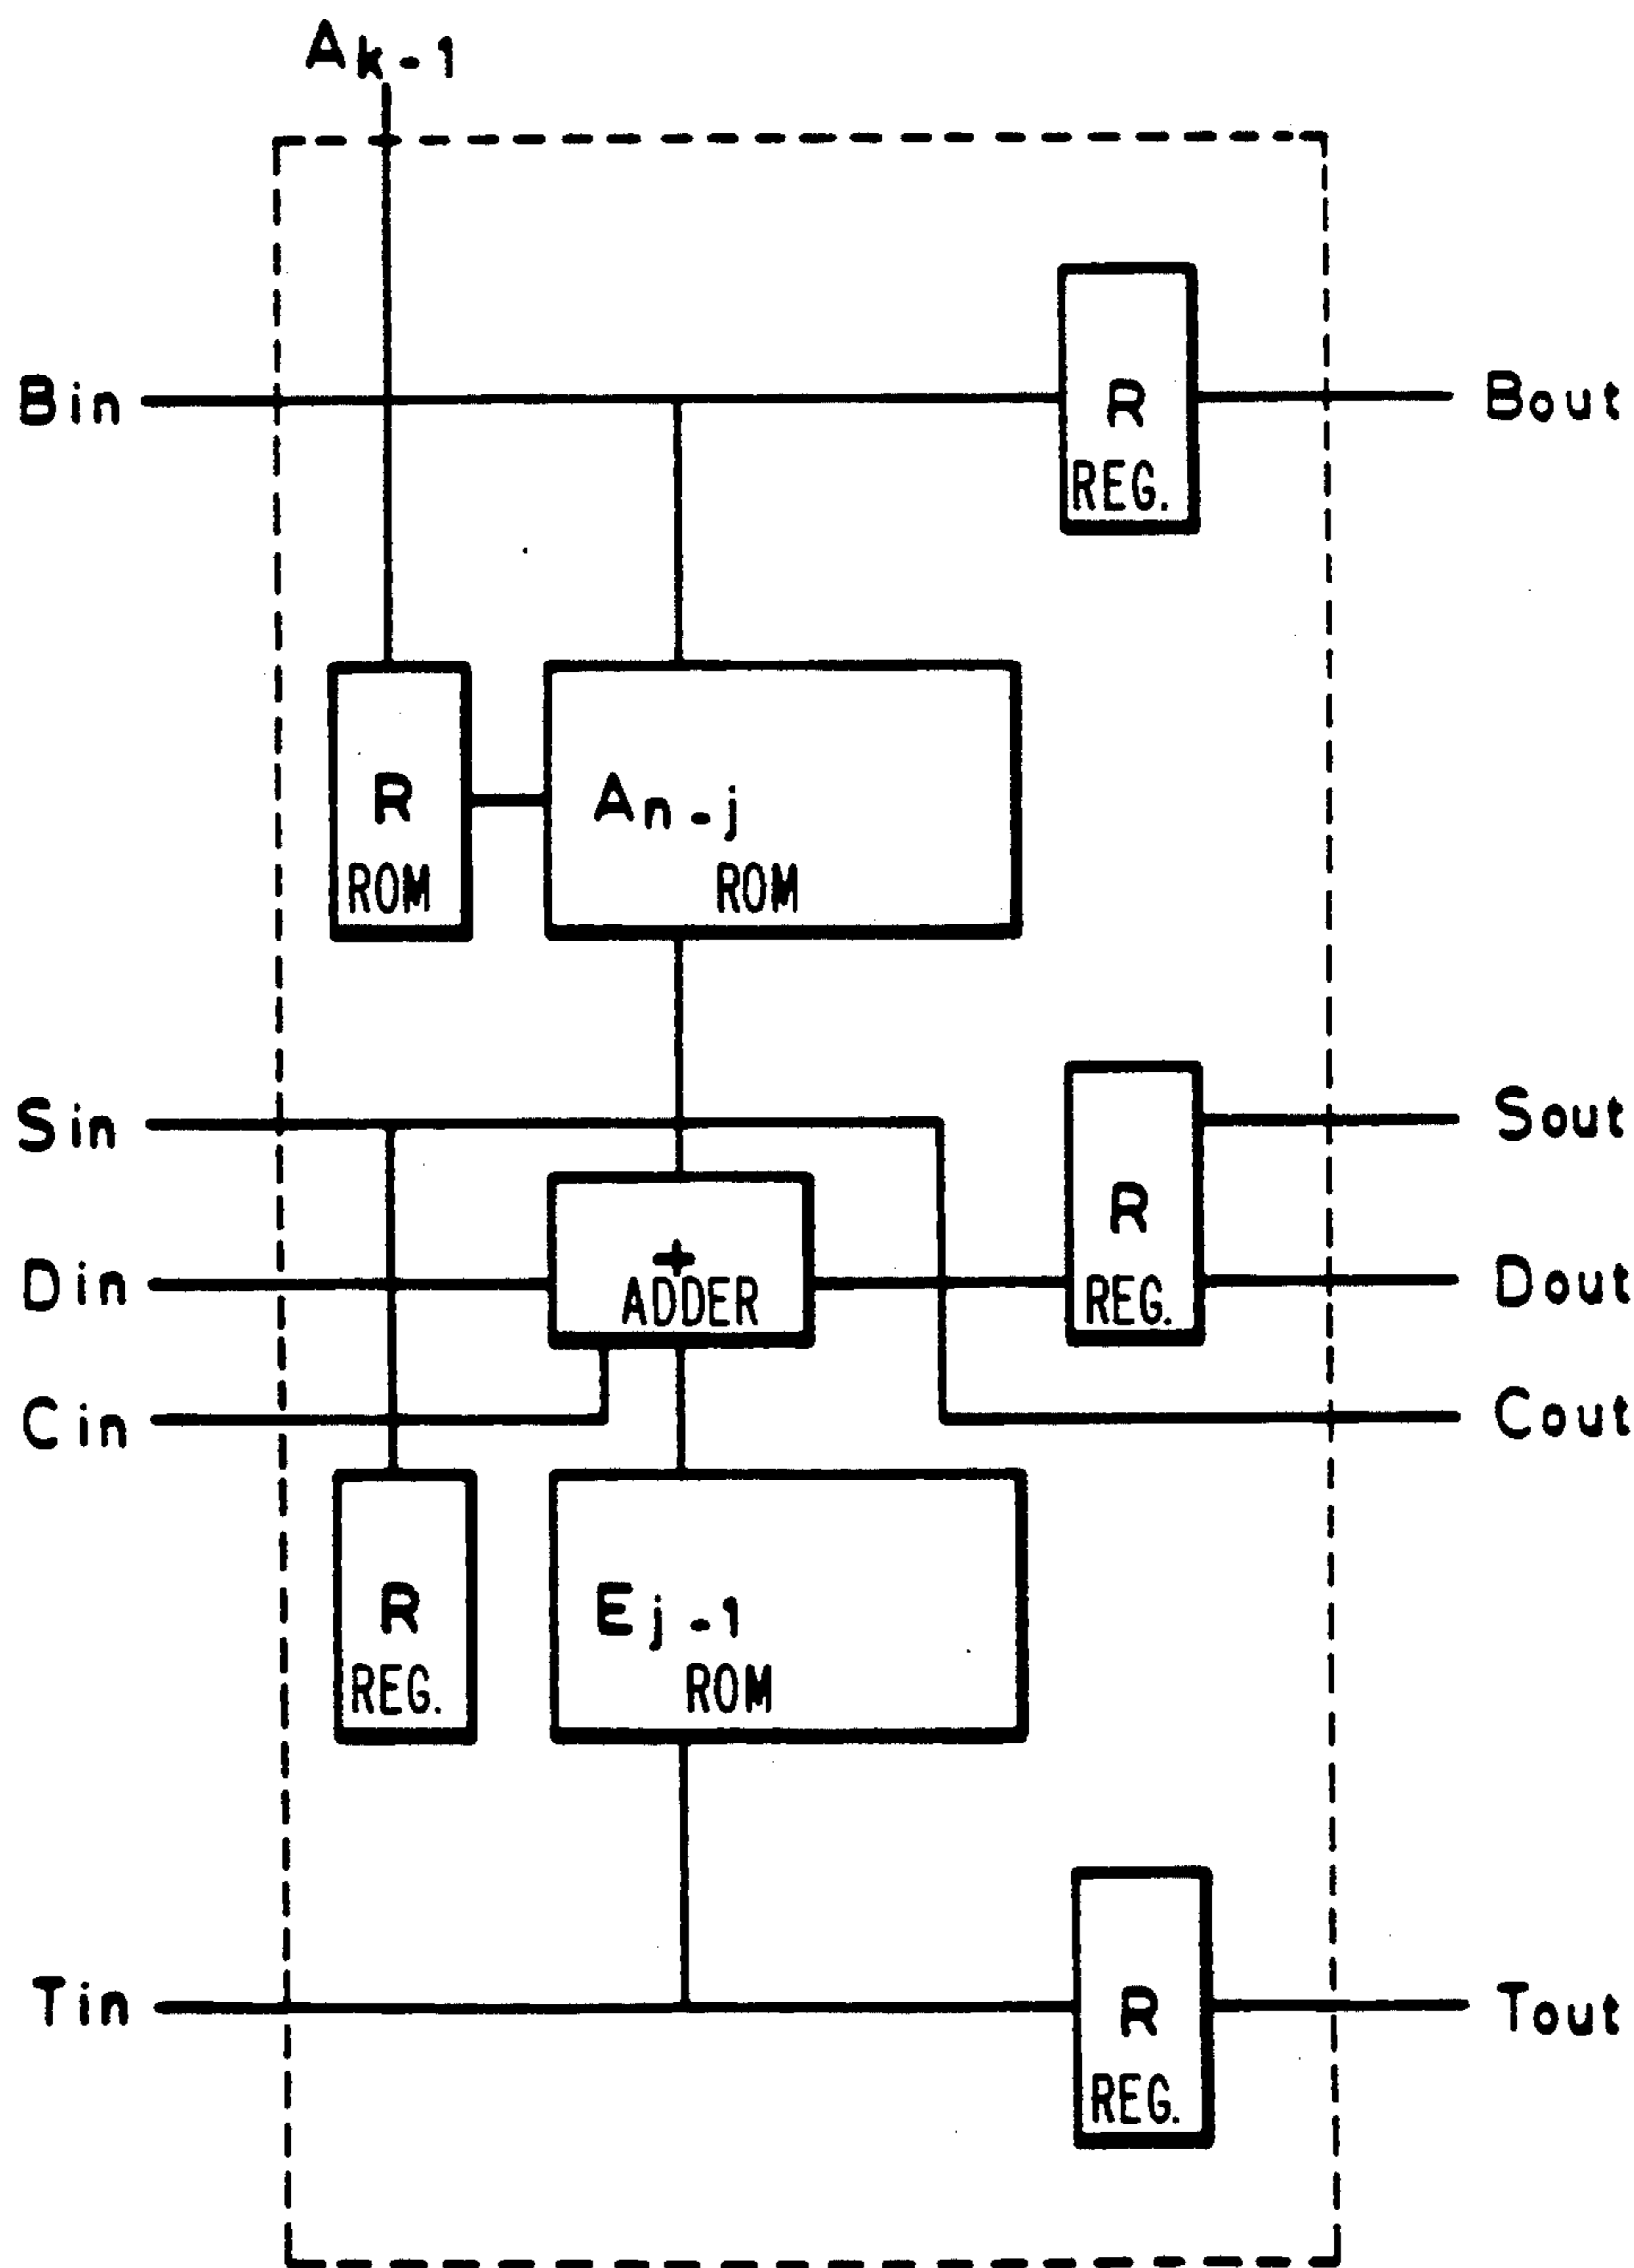 Ak-1
Bin
R
REG.
Bout
R
ROM
An-j
ROM
Sin
Sout
Din
+
ADDER
R
REG.
Dout
Cin
Cout
R
REG.
Ej-1
ROM
Tin
R
REG.
Tout